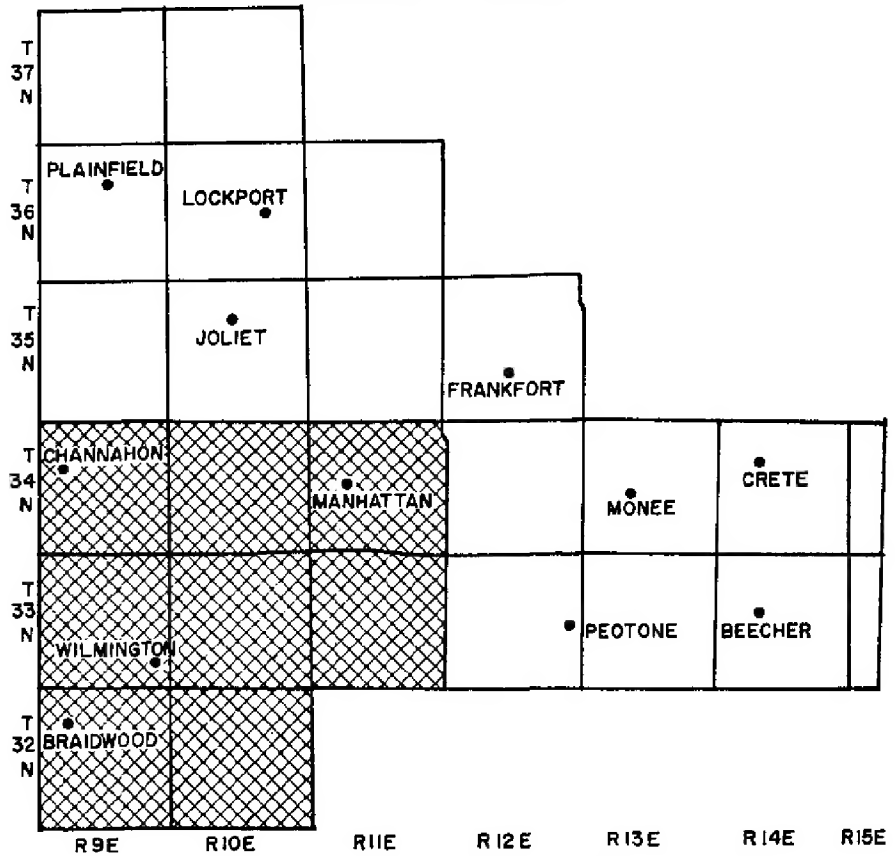 T
37
N
PLAINFIELD
T
36
N
LOCKPORT
T
35
N
JOLIET
FRANKFORT
T
34
N
CHANNAHON
MANHATTAN
MONEE
CRETE
T
33
N
WILMINGTON
PEOTONE
BEECHER
T
32
N
BRAIDWOOD
R9E R10E R11E R12E R13E R14E R15E